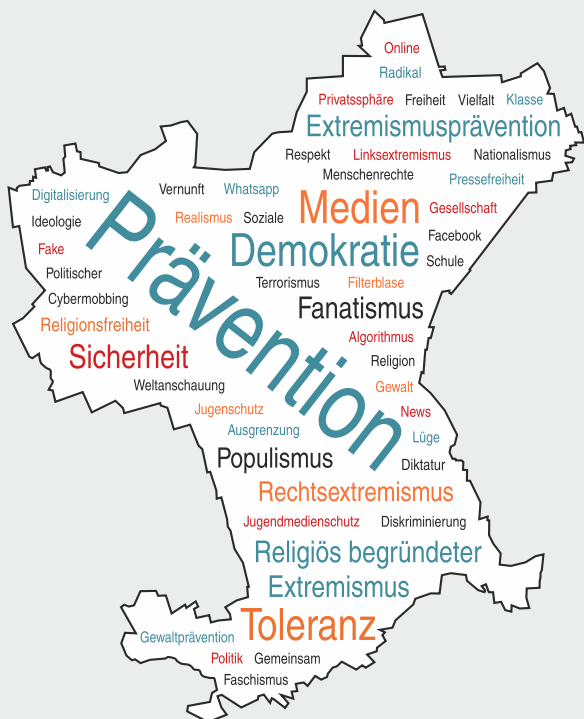 Online
Radikal
Privatssphäre Freiheit Vielfalt Klasse
Extremismusprävention
Respekt Linksextremismus Nationalismus
Menschenrechte
Pressefreiheit
Digitalisierung Vernunft Whatsapp
Medien Gesellschaft
Ideologie Realismus Soziale
Facebook
Fake Demokratie Schule
Politischer
Terrorismus Filterblase
Cybermobbing
Fanatismus
Religionsfreiheit
Prävention
Algorithmus
Sicherheit
Religion
Weltanschauung
Gewalt
Jugenschutz
News
Ausgrenzung Lüge
Populismus Diktatur
Rechtsextremismus
Jugendmedienschutz Diskriminierung
Religiös begründeter
Extremismus
Toleranz
Gewaltprävention
Politik Gemeinsam
Faschismus